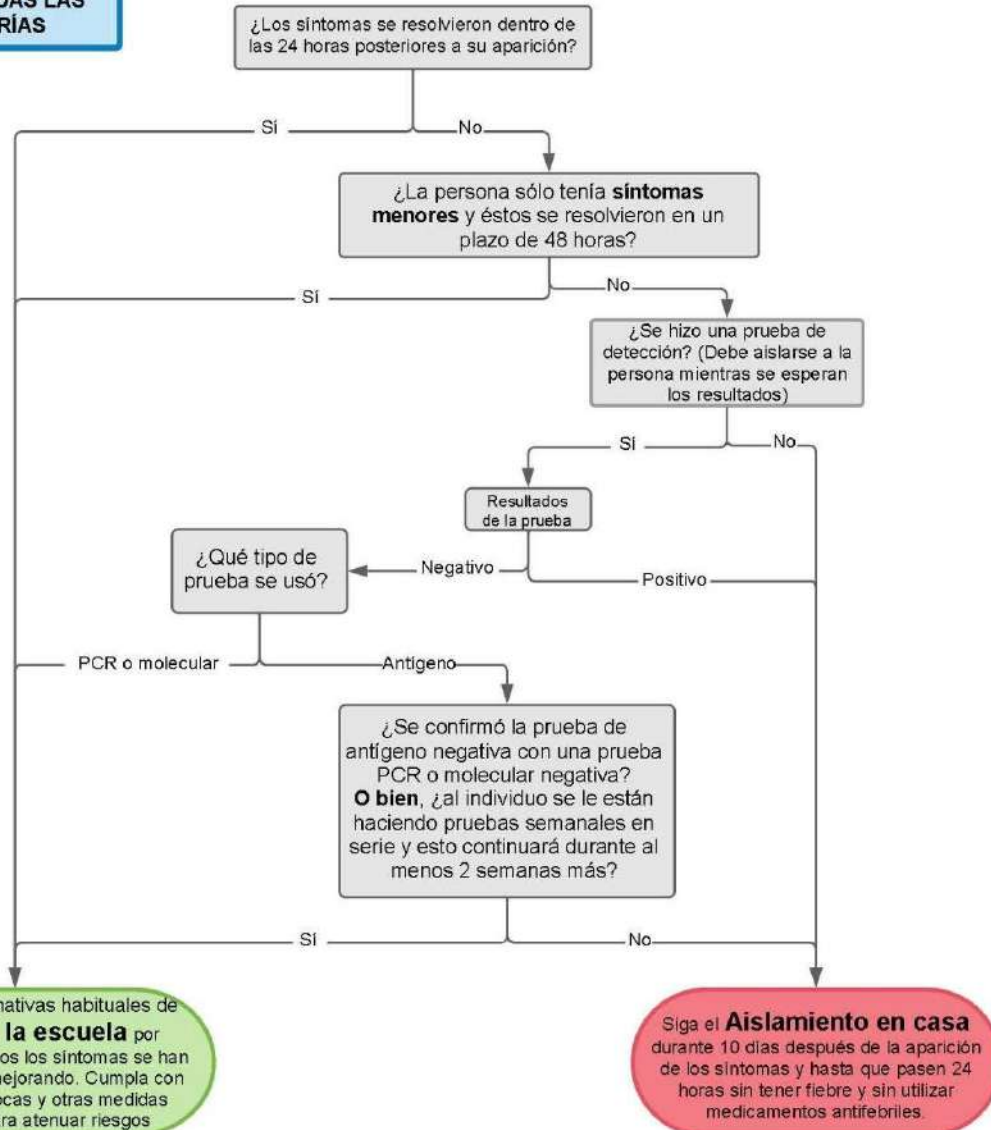 DAS LAS
RÍAS
¿Los síntomas se resolvieron dentro de
las 24 horas posteriores a su aparición?
Sí
No
¿La persona sólo tenía síntomas
menores y éstos se resolvieron en un
plazo de 48 horas?
Sí
No
¿Se hizo una prueba de
detección? (Debe aislarse a la
persona mientras se esperan
los resultados)
Sí
No
Resultados
de la prueba
¿Qué tipo de
prueba se usó?
Negativo
Positivo
PCR o molecular
Antígeno
¿Se confirmó la prueba de
antígeno negativa con una prueba
PCR o molecular negativa?
O bien, ¿al individuo se le están
haciendo pruebas semanales en
serie y esto continuará durante al
menos 2 semanas más?
Sí
No
nativas habituales de
la escuela por
os los síntomas se han
mejorando. Cumpla con
ocas y otras medidas
ra atenuar riesgos
Siga el Aislamiento en casa
durante 10 días después de la aparición
de los síntomas y hasta que pasen 24
horas sin tener fiebre y sin utilizar
medicamentos antifebriles.